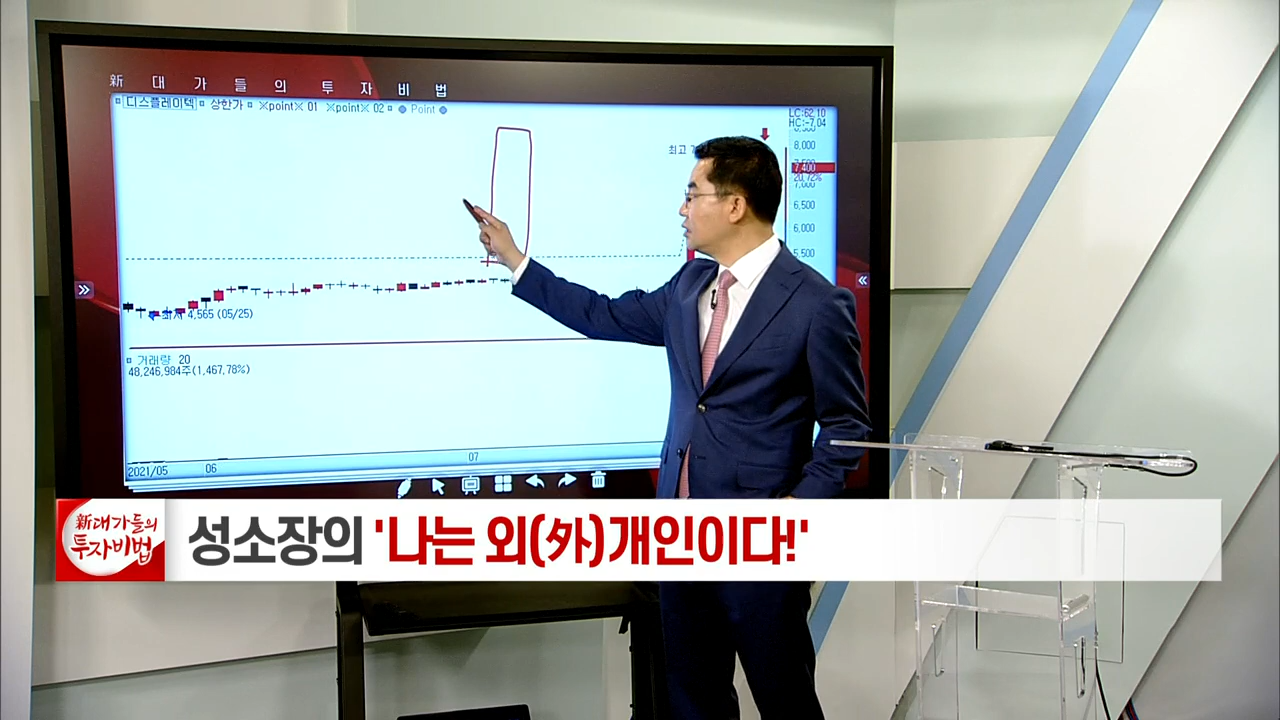 新 대 가 들 의 투 자 비 법
디스플레이텍 상한가 ※point※ 01 ※point※ 02 Point
LC:62,10
HC:-7,04
최고
8,000
7,400
20,72%
7,000
6,500
6,000
5,500
최저 4,565 (05/25)
거래량 20
48,246,984주(1,467,78%)
2021/05 06 07
新대가들의
투자비법
성소장의 '나는 외(外)개인이다!'